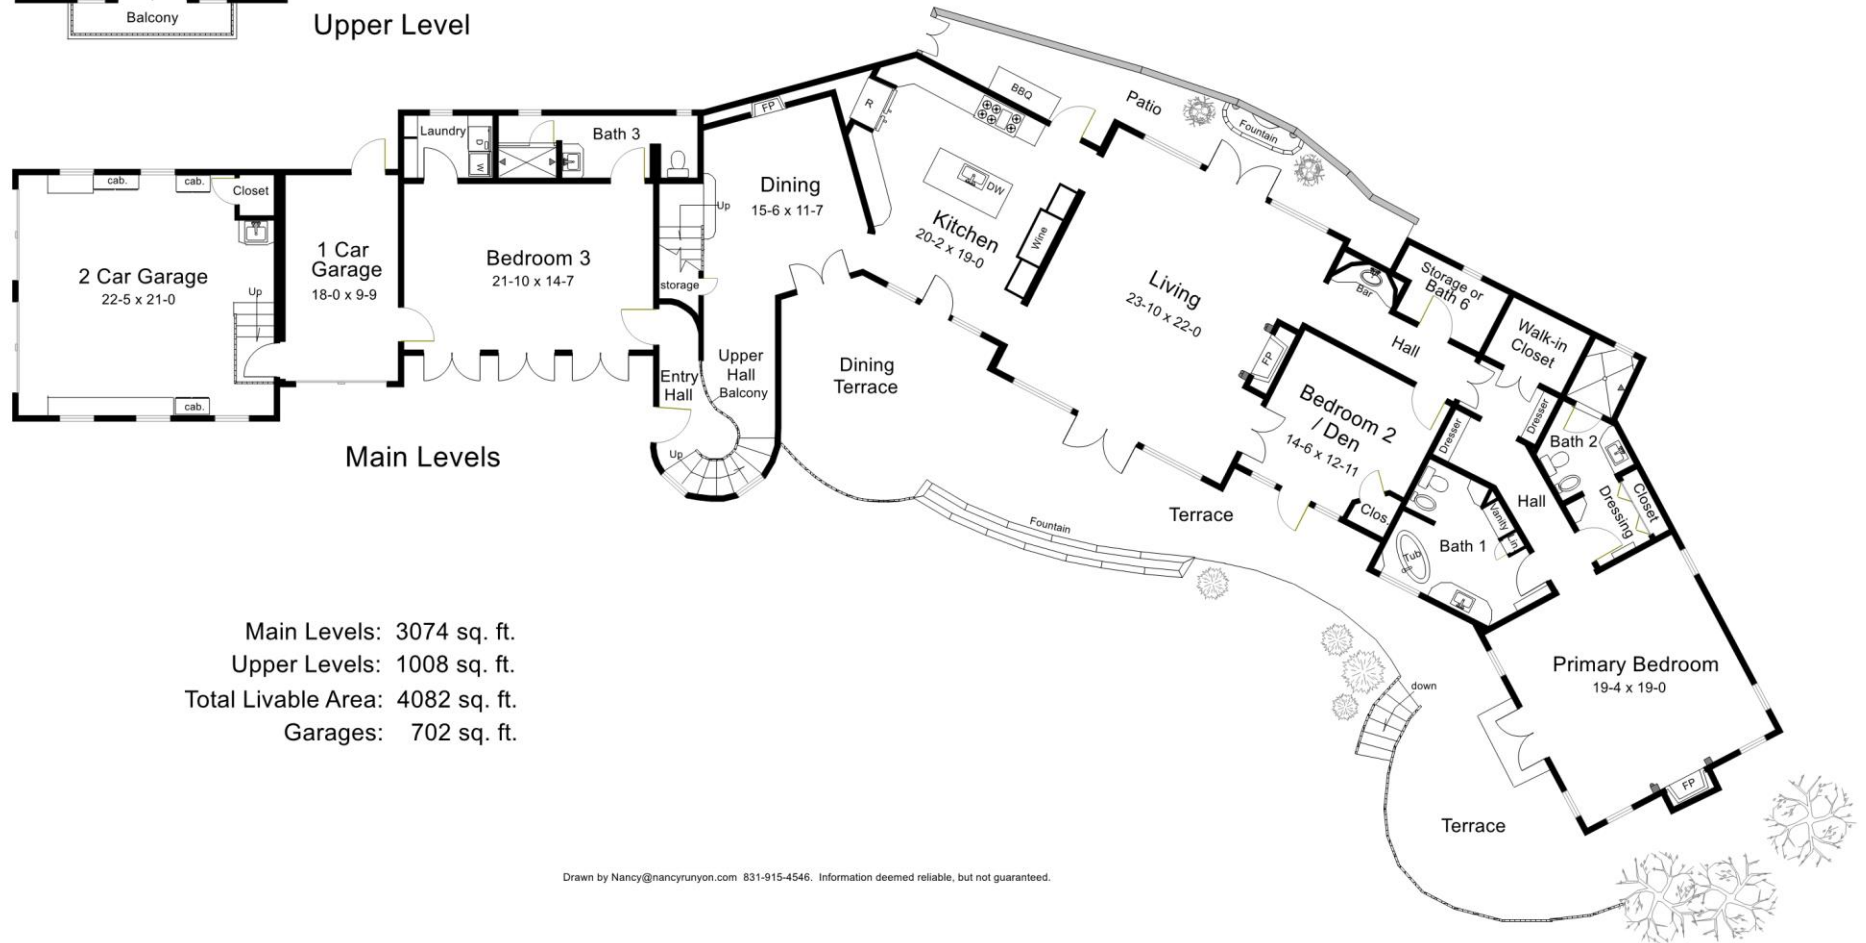 Balcony
Upper Level
BBQ
Patio
Fountain
FP
R
Laundry
D
W
Bath 3
cab.
cab.
Closet
Dining
15-6 x 11-7
Up
DW
Kitchen
20-2 x 19-0
Wine
1 Car
Garage
18-0 x 9-9
2 Car Garage
22-5 x 21-0
Up
Bedroom 3
21-10 x 14-7
storage
Living
23-10 x 22-0
Bar
Storage or
Bath 6
Walk-in
Closet
Hall
FP
Upper
Hall
Balcony
Entry
Hall
Dining
Terrace
Bedroom 2
/ Den
14-6 x 12-11
Dresser
Dresser
Bath 2
cab.
Main Levels
Up
Clos.
Vanity
Lin
Hall
Dressing
Closet
Terrace
Fountain
Bath 1
Tub
Main Levels: 3074 sq. ft.
Upper Levels: 1008 sq. ft.
Total Livable Area: 4082 sq. ft.
Garages: 702 sq. ft.
Primary Bedroom
19-4 x 19-0
down
FP
Terrace
Drawn by Nancy@nancyrunyon.com 831-915-4546. Information deemed reliable, but not guaranteed.